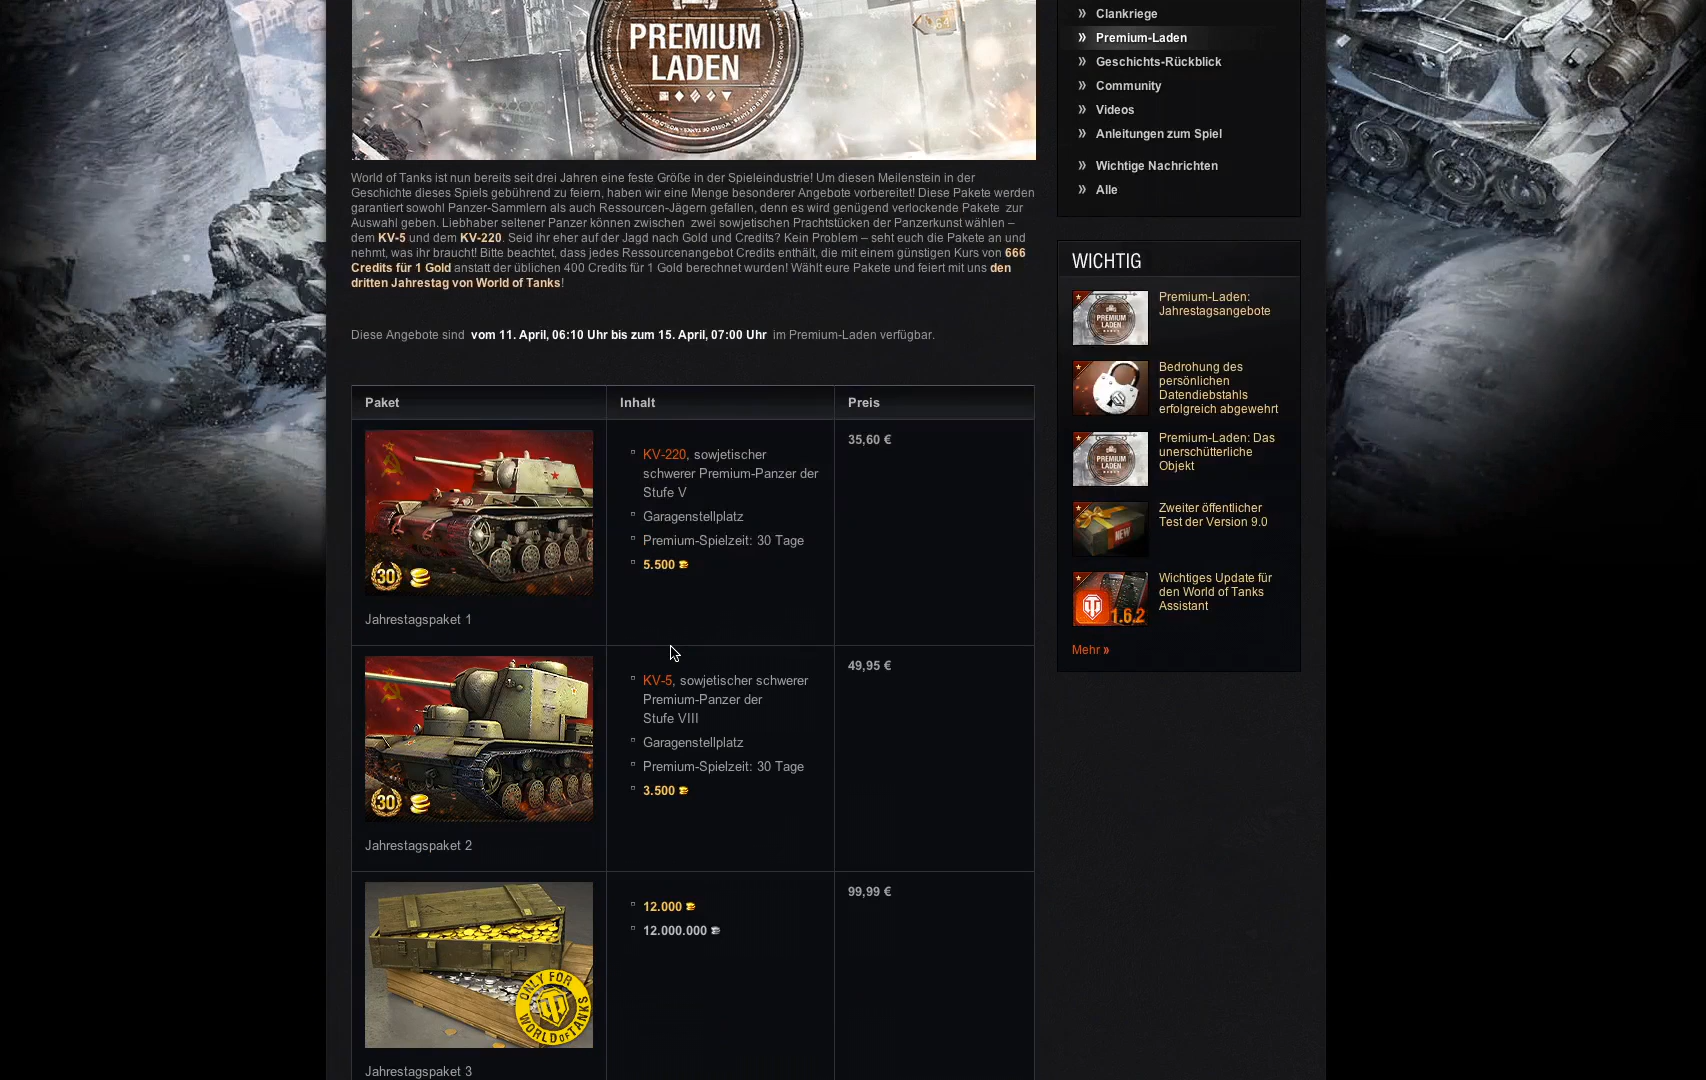 PREMIUM
LADEN
World of Tanks ist nun bereits seit drei Jahren eine feste Größe in der Spieleindustrie! Um diesen Meilenstein in der
Geschichte dieses Spiels gebührend zu feiern, haben wir eine Menge besonderer Angebote vorbereitet! Diese Pakete werden
garantiert sowohl Panzer-Sammlern als auch Ressourcen-Jägern gefallen, denn es wird genügend verlockende Pakete zur
Auswahl geben. Liebhaber seltener Panzer können zwischen zwei sowjetischen Prachtstücken der Panzerkunst wählen –
dem KV-5 und dem KV-220. Seid ihr eher auf der Jagd nach Gold und Credits? Kein Problem – seht euch die Pakete an und
nehmt, was ihr braucht! Bitte beachtet, dass jedes Ressourcenangebot Credits enthält, die mit einem günstigen Kurs von 666
Credits für 1 Gold anstatt der üblichen 400 Credits für 1 Gold berechnet wurden! Wählt eure Pakete und feiert mit uns den
dritten Jahrestag von World of Tanks!
Diese Angebote sind vom 11. April, 06:10 Uhr bis zum 15. April, 07:00 Uhr im Premium-Laden verfügbar.
Paket Inhalt Preis
30
Jahrestagspaket 1
KV-220, sowjetischer
schwerer Premium-Panzer der
Stufe V
Garagenstellplatz
Premium-Spielzeit: 30 Tage
5.500
35,60 €
30
Jahrestagspaket 2
KV-5, sowjetischer schwerer
Premium-Panzer der
Stufe VIII
Garagenstellplatz
Premium-Spielzeit: 30 Tage
3.500
49,95 €
ONLY FOR
WORLD OF TANKS
Jahrestagspaket 3
12.000
12.000.000
99,99 €
Clankriege
Premium-Laden
Geschichts-Rückblick
Community
Videos
Anleitungen zum Spiel
Wichtige Nachrichten
Alle
WICHTIG
PREMIUM
LADEN
Premium-Laden:
Jahrestagsangebote
Bedrohung des
persönlichen
Datendiebstahls
erfolgreich abgewehrt
PREMIUM
LADEN
Premium-Laden: Das
unerschütterliche
Objekt
NEW
Zweiter öffentlicher
Test der Version 9.0
1.6.2
Wichtiges Update für
den World of Tanks
Assistant
Mehr »